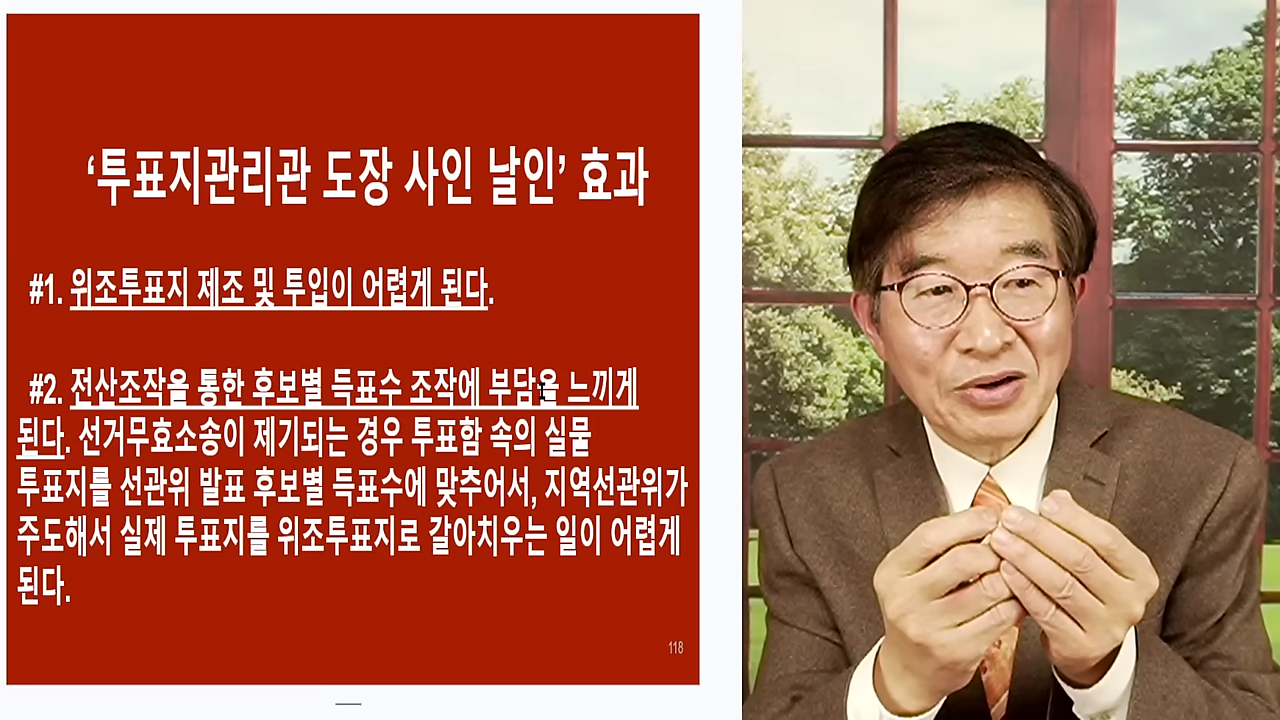 ‘투표지관리관 도장 사인 날인’ 효과
#1. 위조투표지 제조 및 투입이 어렵게 된다.
#2. 전산조작을 통한 후보별 득표수 조작에 부담을 느끼게
된다. 선거무효소송이 제기되는 경우 투표함 속의 실물
투표지를 선관위 발표 후보별 득표수에 맞추어서, 지역선관위가
주도해서 실제 투표지를 위조투표지로 갈아치우는 일이 어렵게
된다.
118